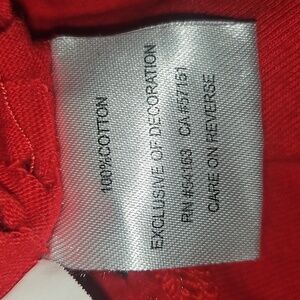 100%COTTON
EXCLUSIVE OF DECORATION
RN #54163 CA #57151
CARE ON REVERSE